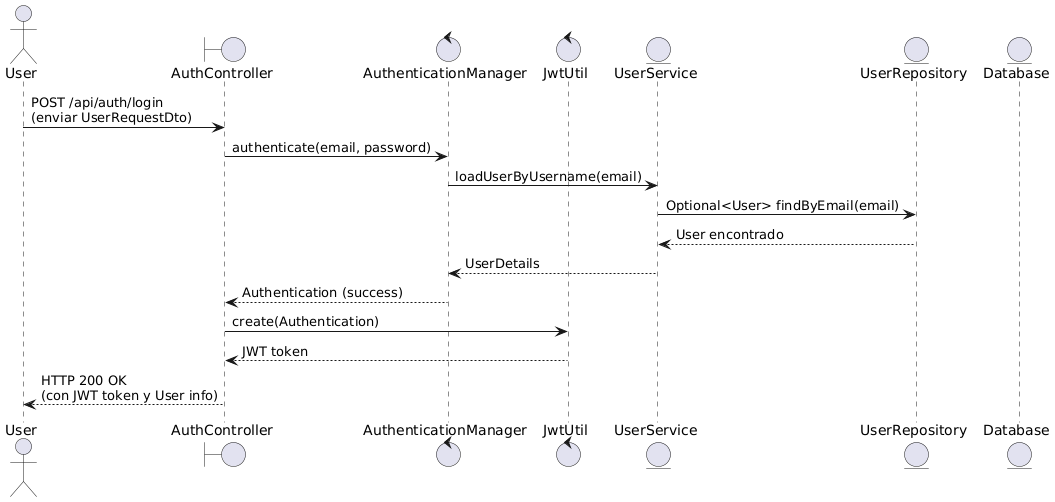 User
AuthController
AuthenticationManager
JwtUtil
UserService
UserRepository
Database
POST /api/auth/login
(enviar UserRequestDto)
authenticate(email, password)
loadUserByUsername(email)
Optional<User> findByEmail(email)
User encontrado
UserDetails
Authentication (success)
create(Authentication)
JWT token
HTTP 200 OK
(con JWT token y User info)
User
AuthController
AuthenticationManager
JwtUtil
UserService
UserRepository
Database